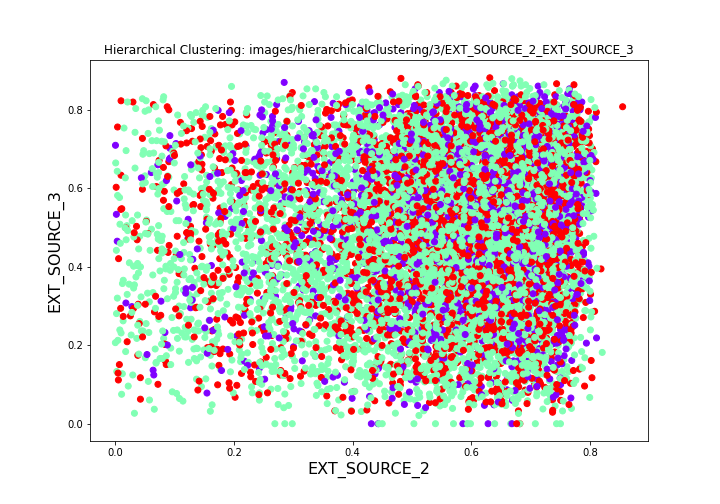 Hierarchical Clustering: images/hierarchicalClustering/3/EXT_SOURCE_2_EXT_SOURCE_3
EXT_SOURCE_3
0.8
0.6
0.4
0.2
0.0
0.0 0.2 0.4 0.6 0.8
EXT_SOURCE_2